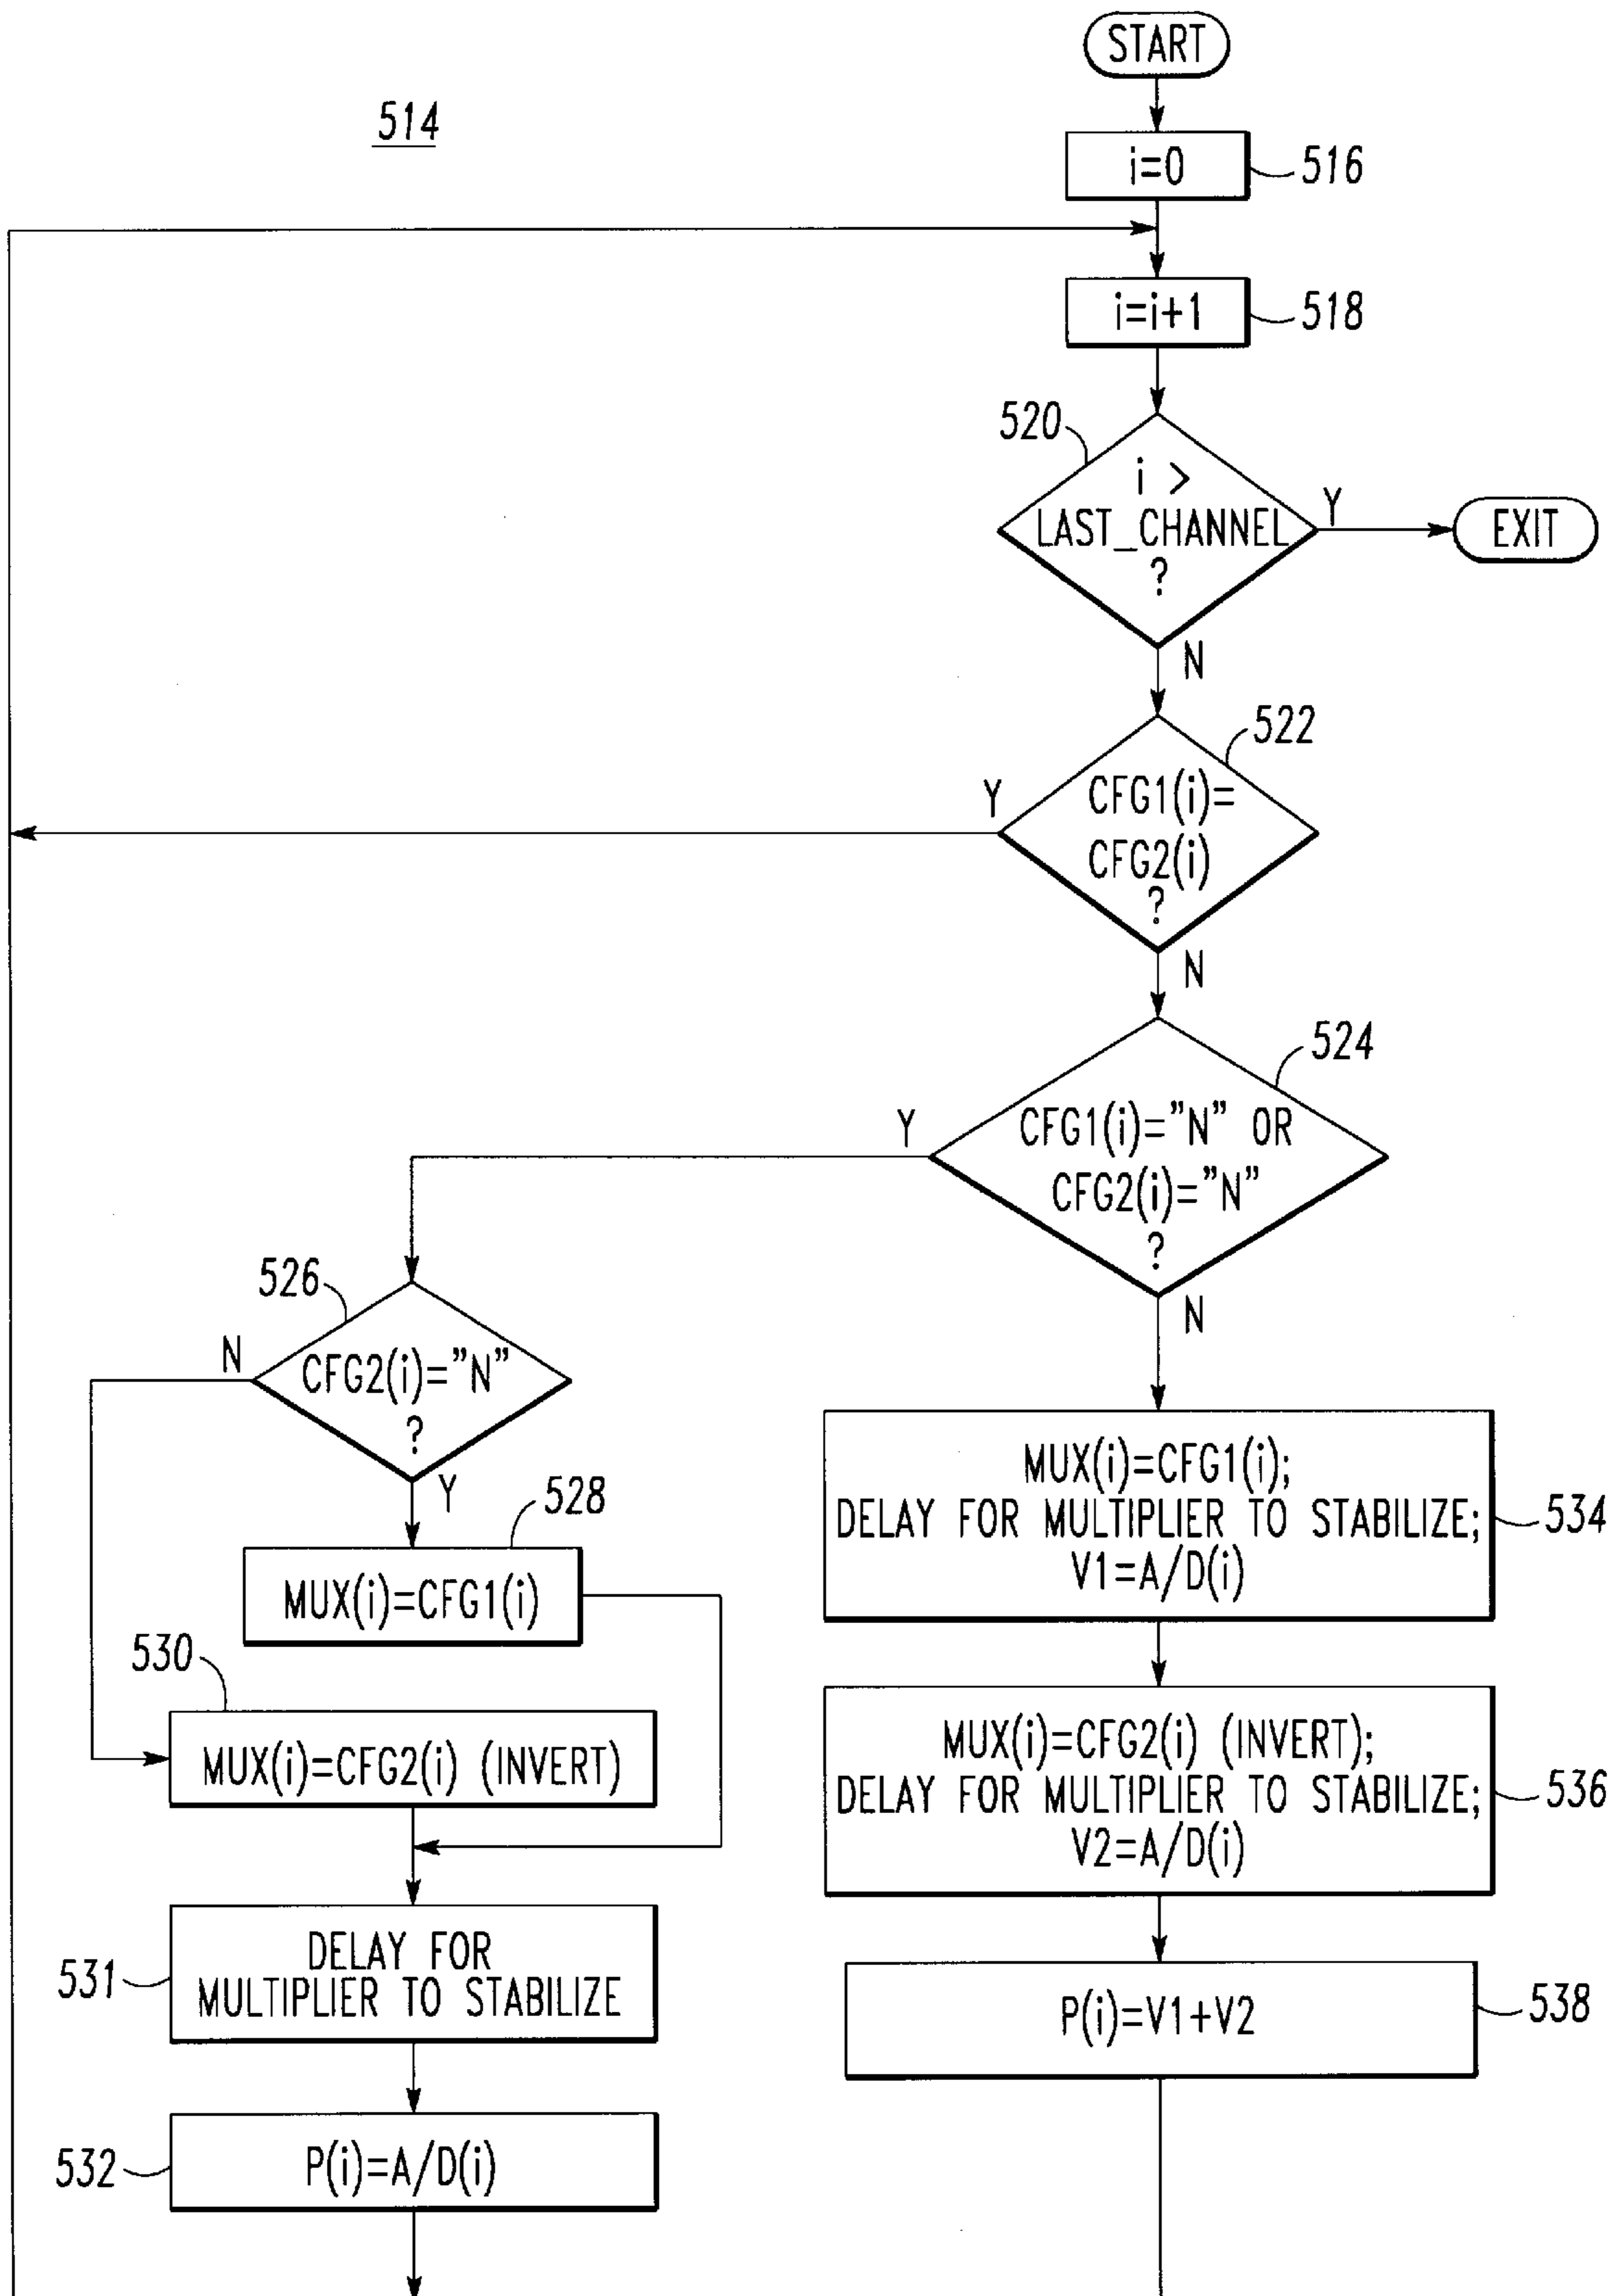 START
514
i=0
516
i=i+1
518
520
i >
LAST_CHANNEL
?
Y
EXIT
N
522
Y
CFG1(i)=
CFG2(i)
?
N
524
Y
CFG1(i)="N" OR
CFG2(i)="N"
?
N
526
N
CFG2(i)="N"
?
Y
528
MUX(i)=CFG1(i)
530
MUX(i)=CFG2(i) (INVERT)
531
DELAY FOR
MULTIPLIER TO STABILIZE
532
P(i)=A/D(i)
MUX(i)=CFG1(i);
DELAY FOR MULTIPLIER TO STABILIZE;
V1=A/D(i)
534
MUX(i)=CFG2(i) (INVERT);
DELAY FOR MULTIPLIER TO STABILIZE;
V2=A/D(i)
536
P(i)=V1+V2
538